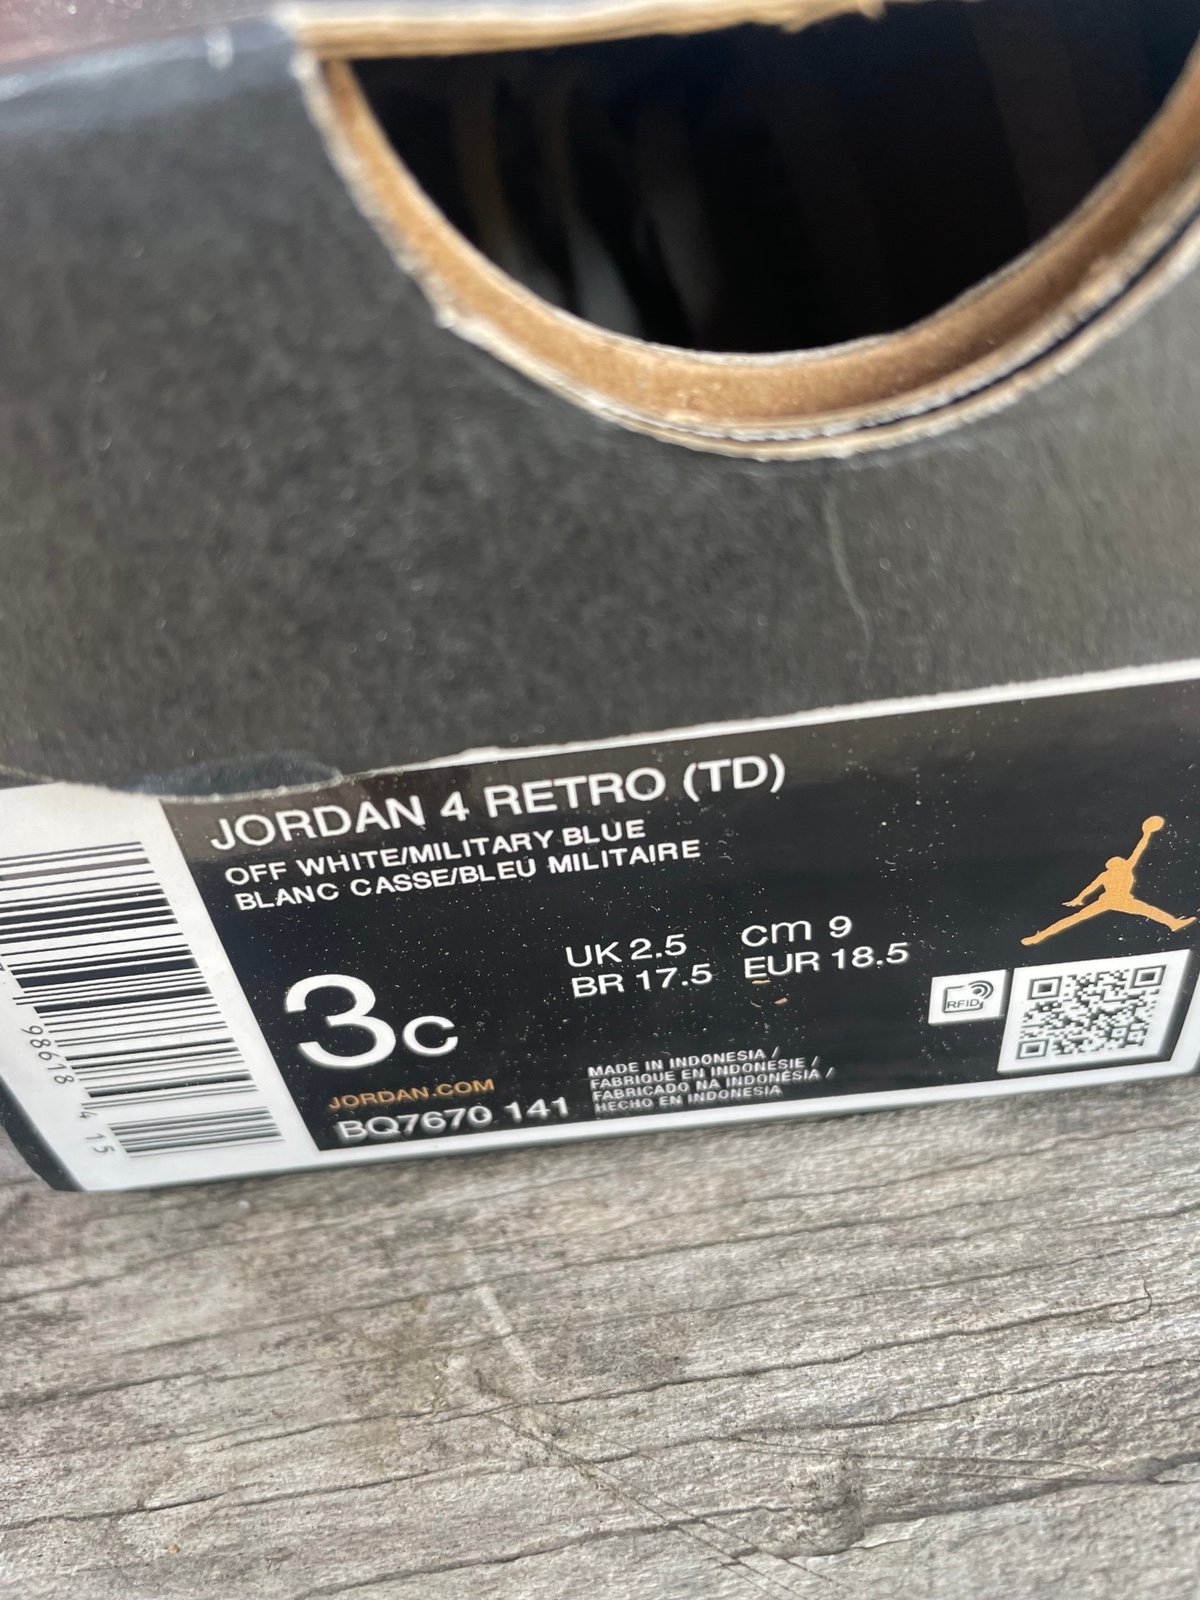 JORDAN 4 RETRO (TD)
OFF WHITE/MILITARY BLUE
BLANC CASSE/BLEU MILITAIRE
UK 2.5 cm 9
BR 17.5 EUR 18.5
3c
RFID
JORDAN.COM
BQ7670 141
MADE IN INDONESIA /
FABRIQUE EN INDONESIE /
FABRICADO NA INDONÉSIA /
HECHO EN INDONESIA
98618 4 15